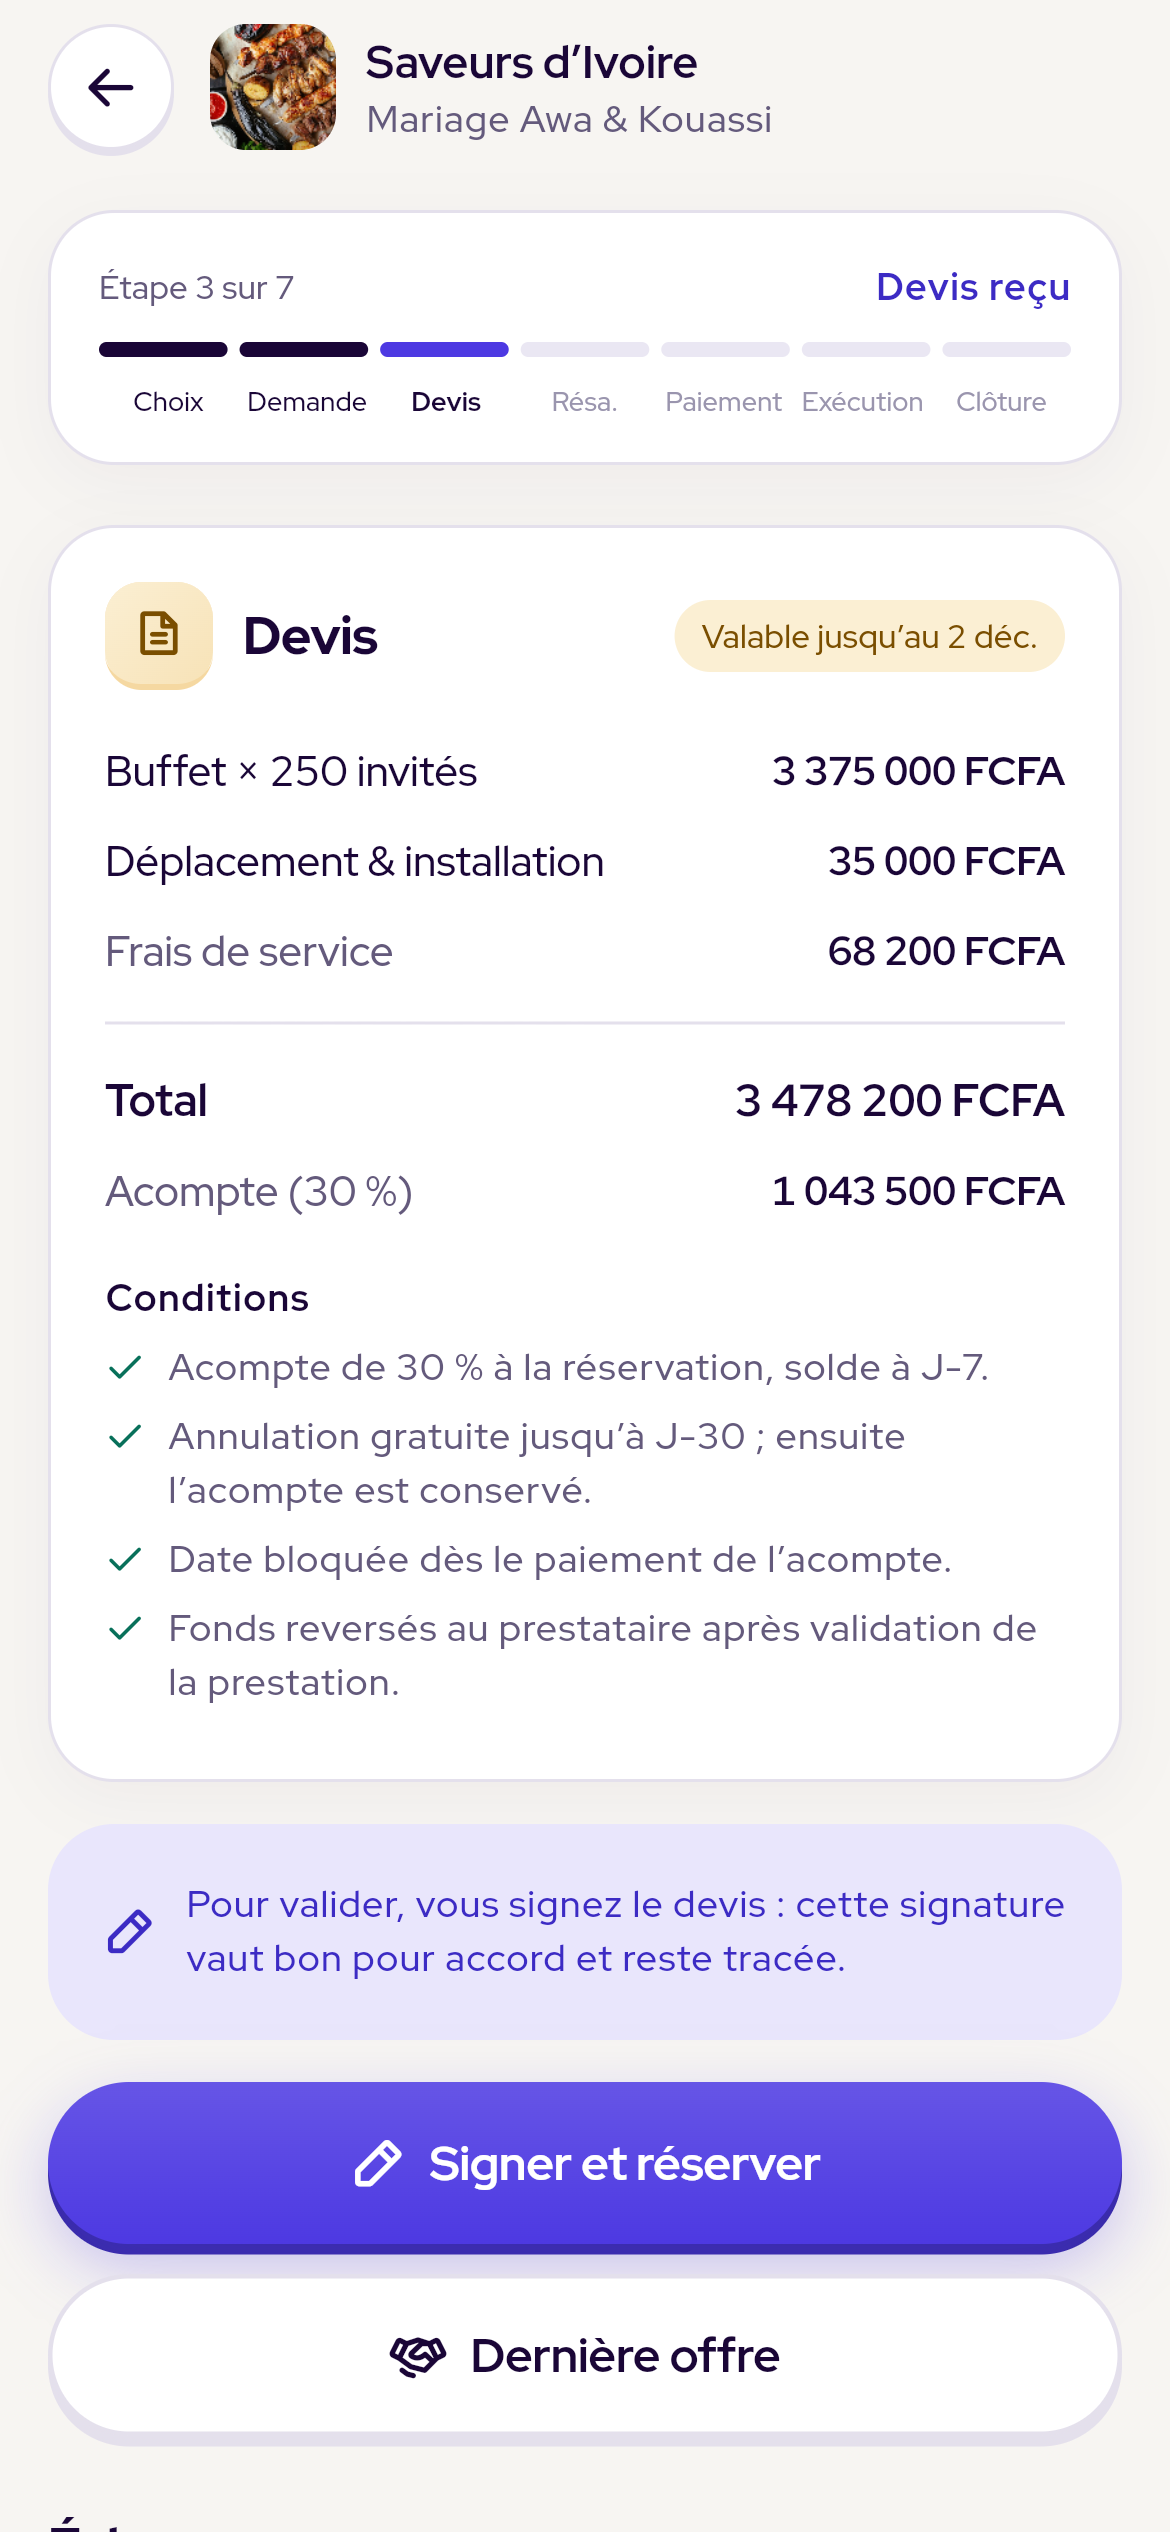 Saveurs d’Ivoire
Mariage Awa & Kouassi
Étape 3 sur 7
Devis reçu
Choix
Demande
Devis
Résa.
Paiement
Exécution
Clôture
Devis
Valable jusqu’au 2 déc.
Buffet × 250 invités
3 375 000 FCFA
Déplacement & installation
35 000 FCFA
Frais de service
68 200 FCFA
Total
3 478 200 FCFA
Acompte (30 %)
1 043 500 FCFA
Conditions
Acompte de 30 % à la réservation, solde à J-7.
Annulation gratuite jusqu’à J-30 ; ensuite
l’acompte est conservé.
Date bloquée dès le paiement de l’acompte.
Fonds reversés au prestataire après validation de
la prestation.
Pour valider, vous signez le devis : cette signature
vaut bon pour accord et reste tracée.
Signer et réserver
Dernière offre